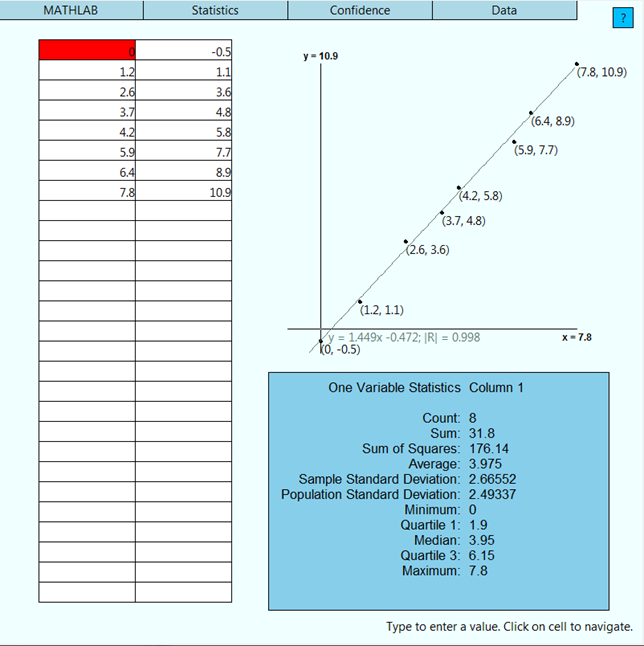 MATHLAB Statistics Confidence Data ?
0 -0.5
1.2 1.1
2.6 3.6
3.7 4.8
4.2 5.8
5.9 7.7
6.4 8.9
7.8 10.9
y = 10.9
(7.8, 10.9)
(6.4, 8.9)
(5.9, 7.7)
(4.2, 5.8)
(3.7, 4.8)
(2.6, 3.6)
(1.2, 1.1)
y = 1.449x -0.472; |R| = 0.998
x = 7.8
(0, -0.5)
One Variable Statistics Column 1
Count: 8
Sum: 31.8
Sum of Squares: 176.14
Average: 3.975
Sample Standard Deviation: 2.66552
Population Standard Deviation: 2.49337
Minimum: 0
Quartile 1: 1.9
Median: 3.95
Quartile 3: 6.15
Maximum: 7.8
Type to enter a value. Click on cell to navigate.